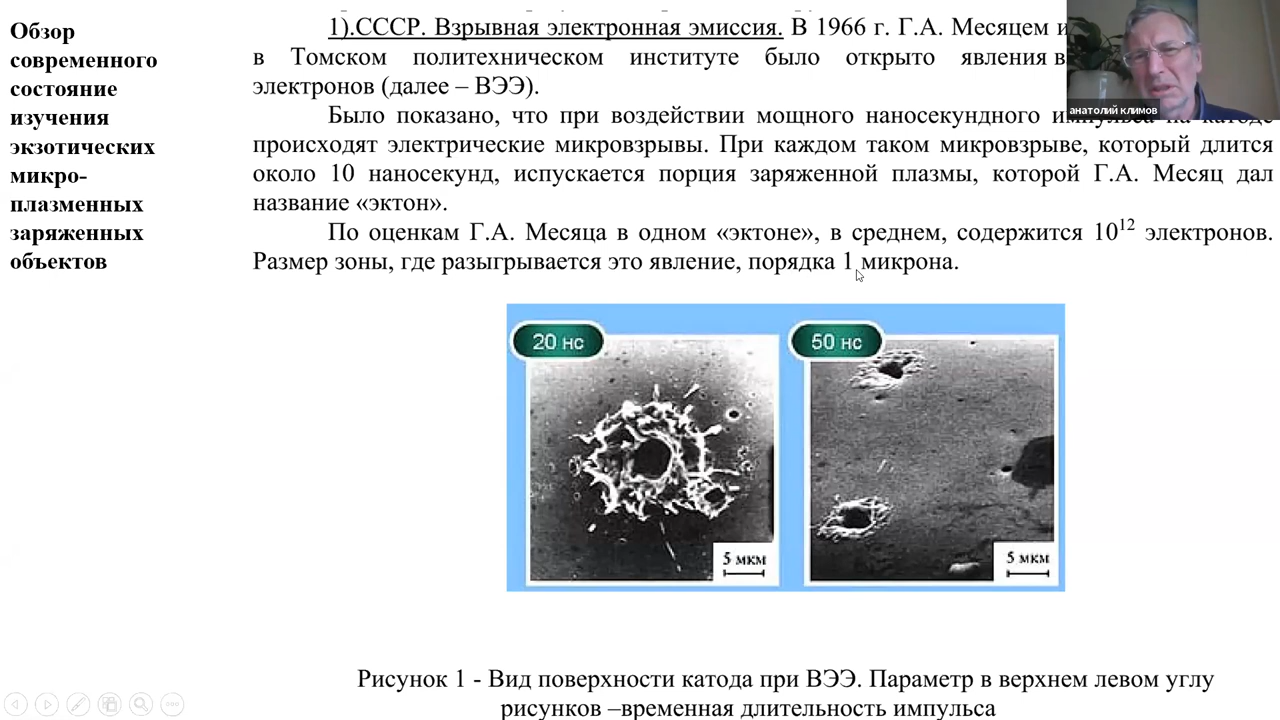 Обзор
современного
состояние
изучения
экзотических
микро-
плазменных
заряженных
объектов
1).СССР. Взрывная электронная эмиссия. В 1966 г. Г.А. Месяцем и
в Томском политехническом институте было открыто явления в
электронов (далее – ВЭЭ).
Было показано, что при воздействии мощного наносекундного импульса на катоде
происходят электрические микровзрывы. При каждом таком микровзрыве, который длится
около 10 наносекунд, испускается порция заряженной плазмы, которой Г.А. Месяц дал
название «эктон».
По оценкам Г.А. Месяца в одном «эктоне», в среднем, содержится 10¹² электронов.
Размер зоны, где разыгрывается это явление, порядка 1 микрона.
анатолий климов
20 нс
50 нс
5 мкм
5 мкм
Рисунок 1 - Вид поверхности катода при ВЭЭ. Параметр в верхнем левом углу
рисунков –временная длительность импульса